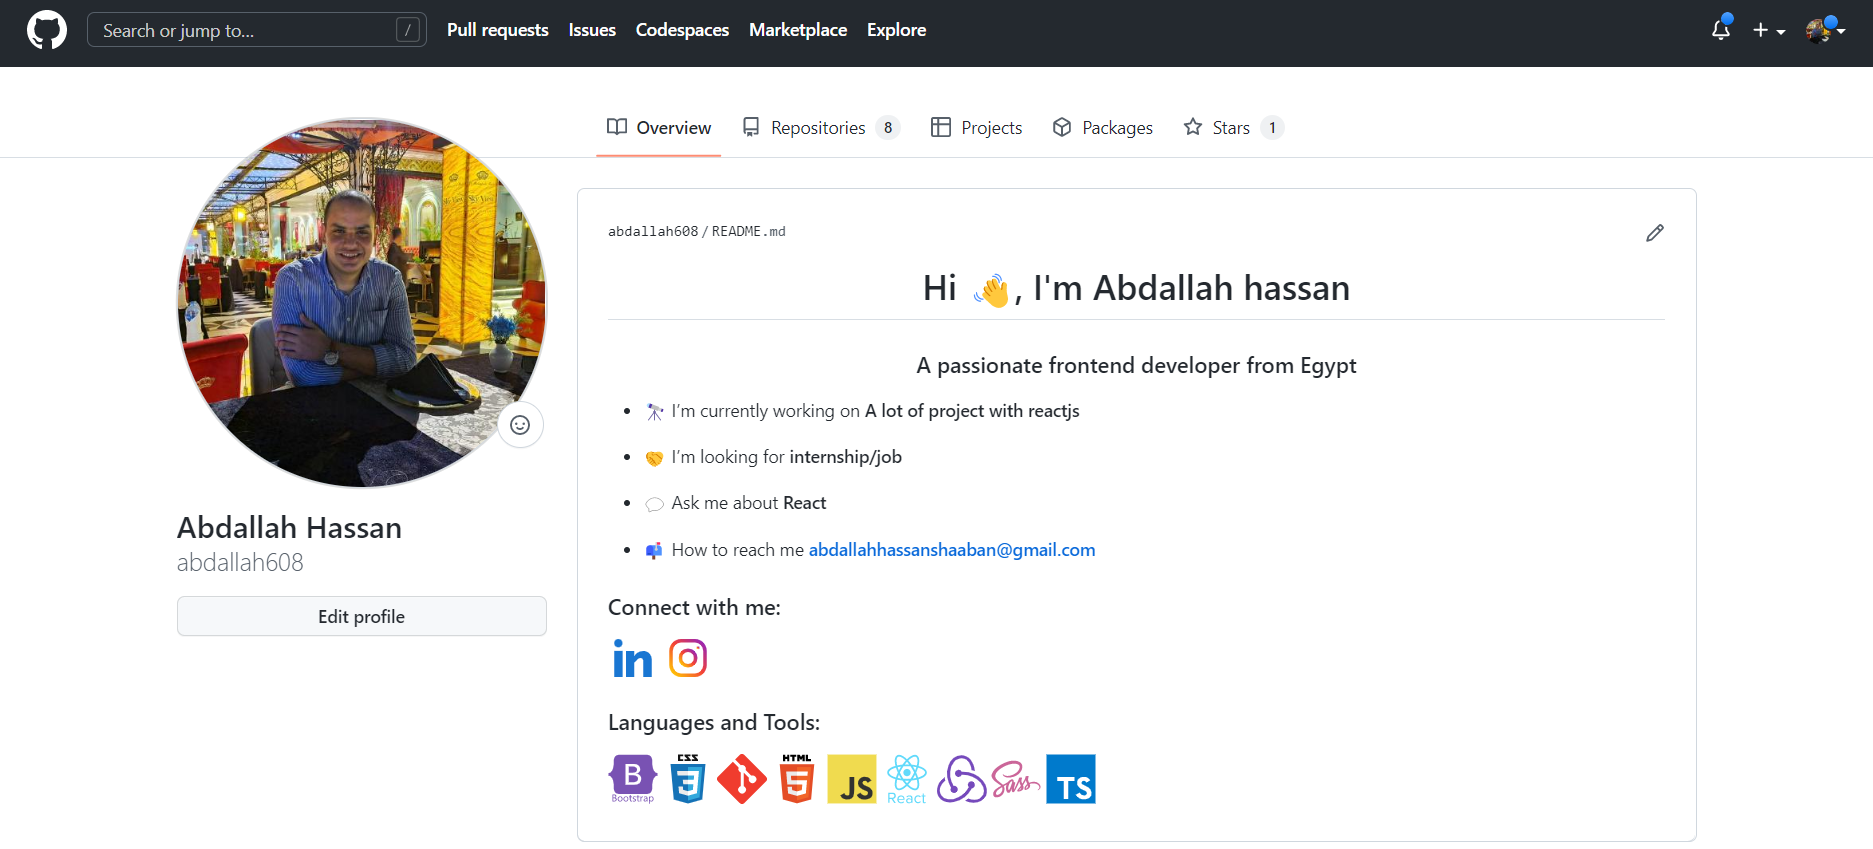 Search or jump to... /
Pull requests Issues Codespaces Marketplace Explore
Overview Repositories 8 Projects Packages Stars 1
Abdallah Hassan
abdallah608
Edit profile
abdallah608/README.md
Hi 👋, I'm Abdallah hassan
A passionate frontend developer from Egypt
• 🔭 I’m currently working on A lot of project with reactjs
• 🤝 I’m looking for internship/job
• 💬 Ask me about React
• 📫 How to reach me abdallahhassanshaaban@gmail.com
Connect with me:
in
Languages and Tools:
B Bootstrap CSS 3 HTML 5 JS React Sass TS